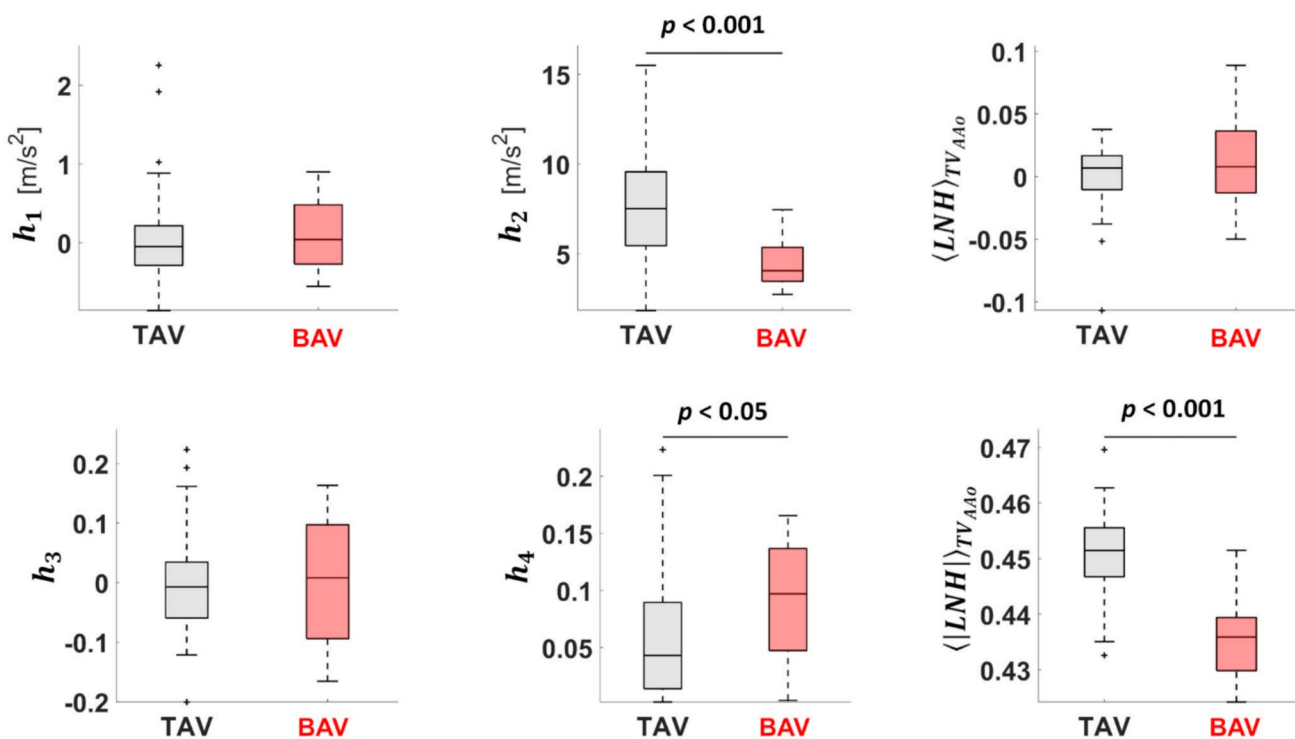 h₁ [m/s²]
2
1
0
TAV
BAV
p < 0.001
h₂ [m/s²]
15
10
5
TAV
BAV
⟨LNH⟩TV_AAo
0.1
0.05
0
-0.05
-0.1
TAV
BAV
h₃
0.2
0.1
0
-0.1
-0.2
TAV
BAV
p < 0.05
h₄
0.2
0.15
0.1
0.05
TAV
BAV
p < 0.001
⟨|LNH|⟩TV_AAo
0.47
0.46
0.45
0.44
0.43
TAV
BAV